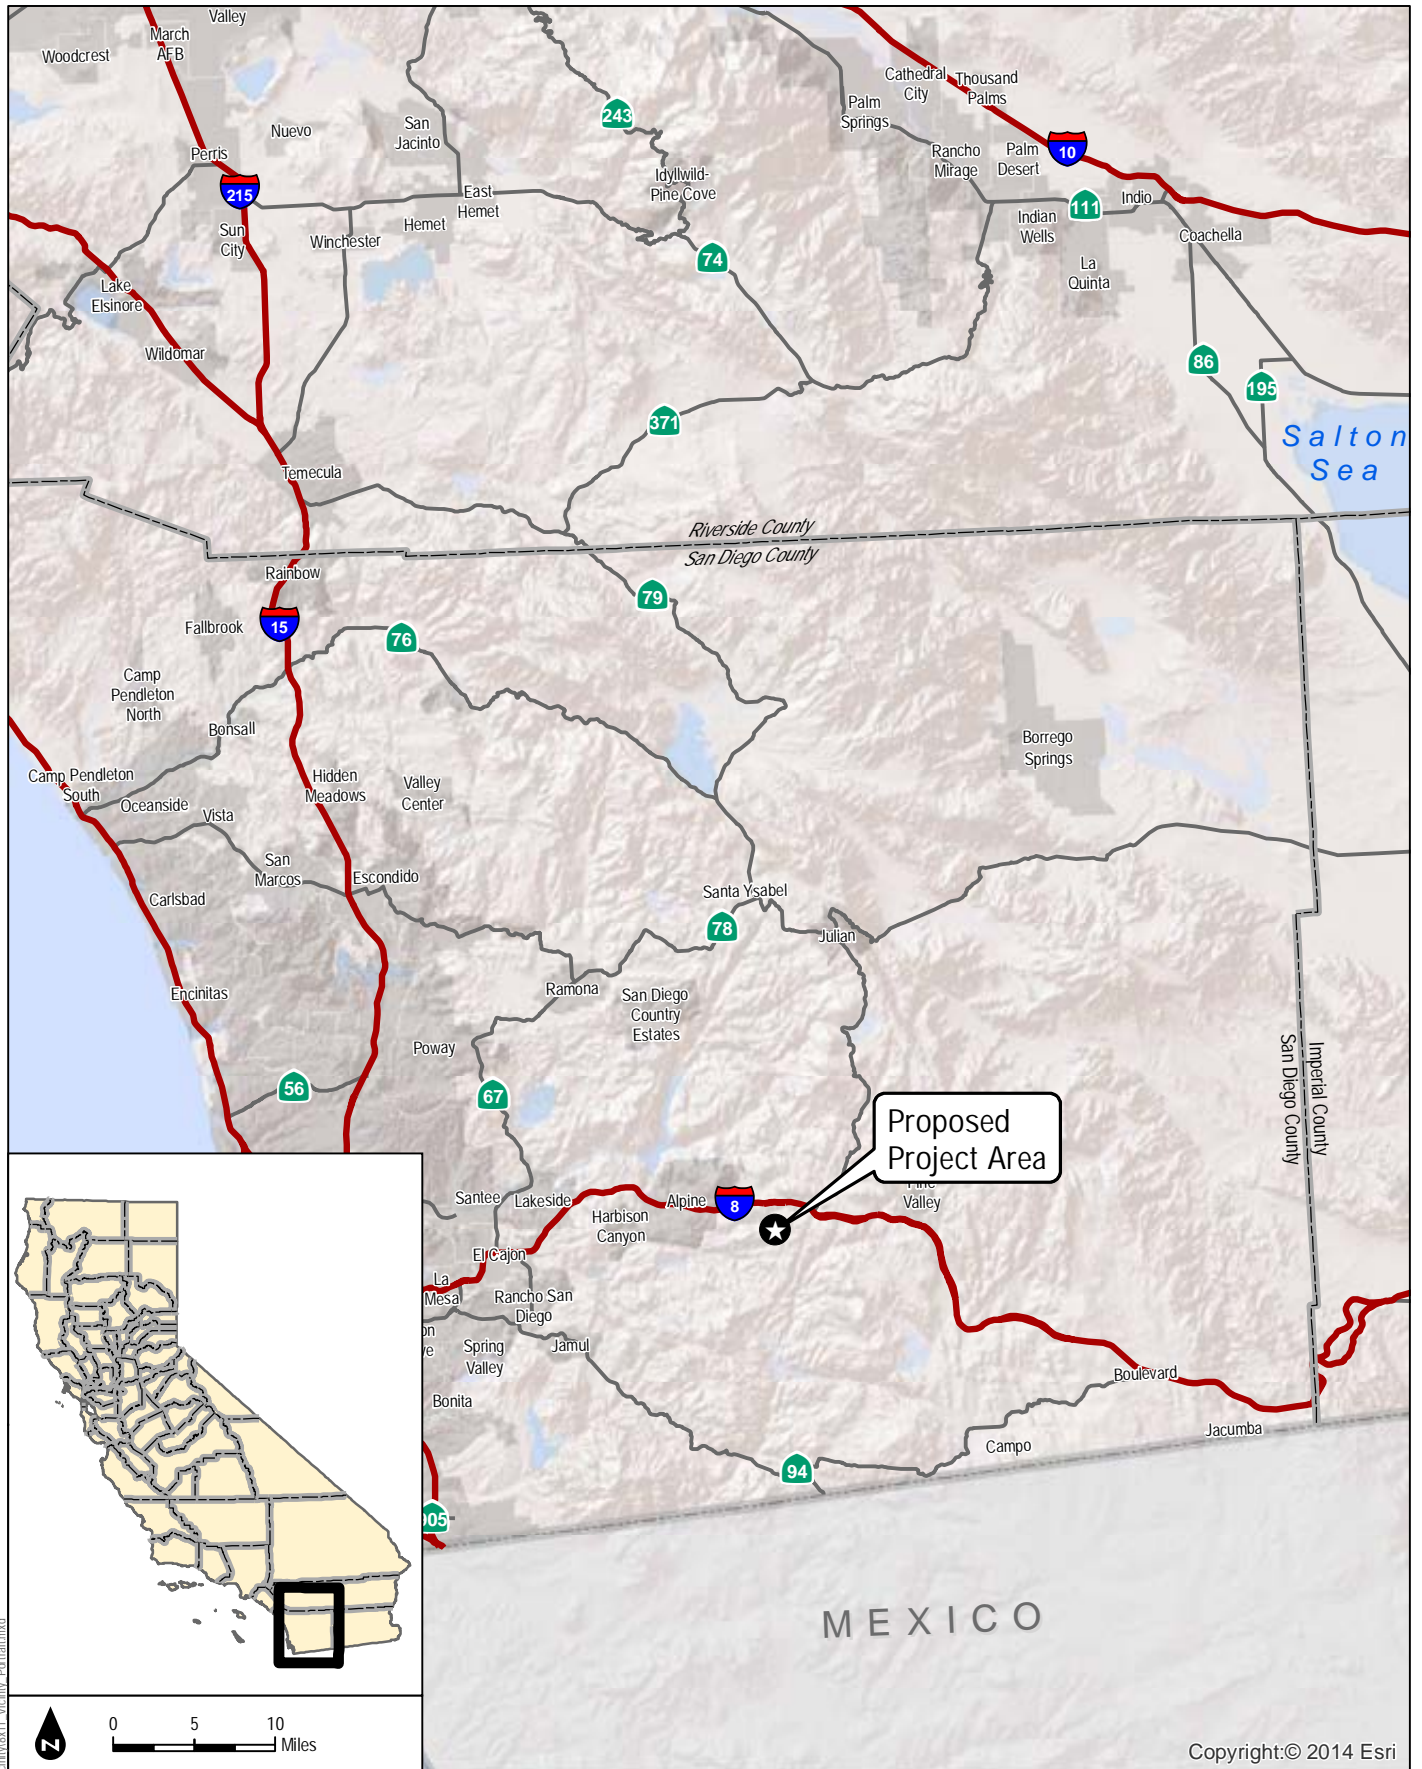 Valley
March
AFB
Woodcrest
Cathedral
City
Thousand
Palms
Palm
Springs
243
San
Jacinto
Nuevo
Perris
Rancho
Mirage
Palm
Desert
10
Idyllwild-
Pine Cove
215
East
Hemet
Indio
111
Hemet
Sun
City
Winchester
Indian
Wells
Coachella
74
La
Quinta
Lake
Elsinore
Wildomar
86
195
371
Salton
Sea
Temecula
Riverside County
San Diego County
Rainbow
79
Fallbrook
15
76
Camp
Pendleton
North
Bonsall
Borrego
Springs
Camp Pendleton
South
Hidden
Meadows
Valley
Center
Oceanside
Vista
San
Marcos
Escondido
Santa Ysabel
Carlsbad
78
Julian
Encinitas
Ramona
San Diego
Country
Estates
Poway
Imperial County
San Diego County
56
67
Proposed
Project Area
Pine
Valley
Santee
Lakeside
Alpine
8
Harbison
Canyon
El Cajon
La
Mesa
Rancho San
Diego
Spring
Valley
Jamul
Boulevard
Bonita
Jacumba
Campo
94
905
MEXICO
N
0 5 10
Miles
Copyright:© 2014 Esri